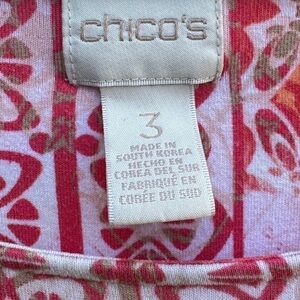 chico's
3
MADE IN
SOUTH KOREA
HECHO EN
COREA DEL SUR
FABRIQUÉ EN
CORÉE DU SUD